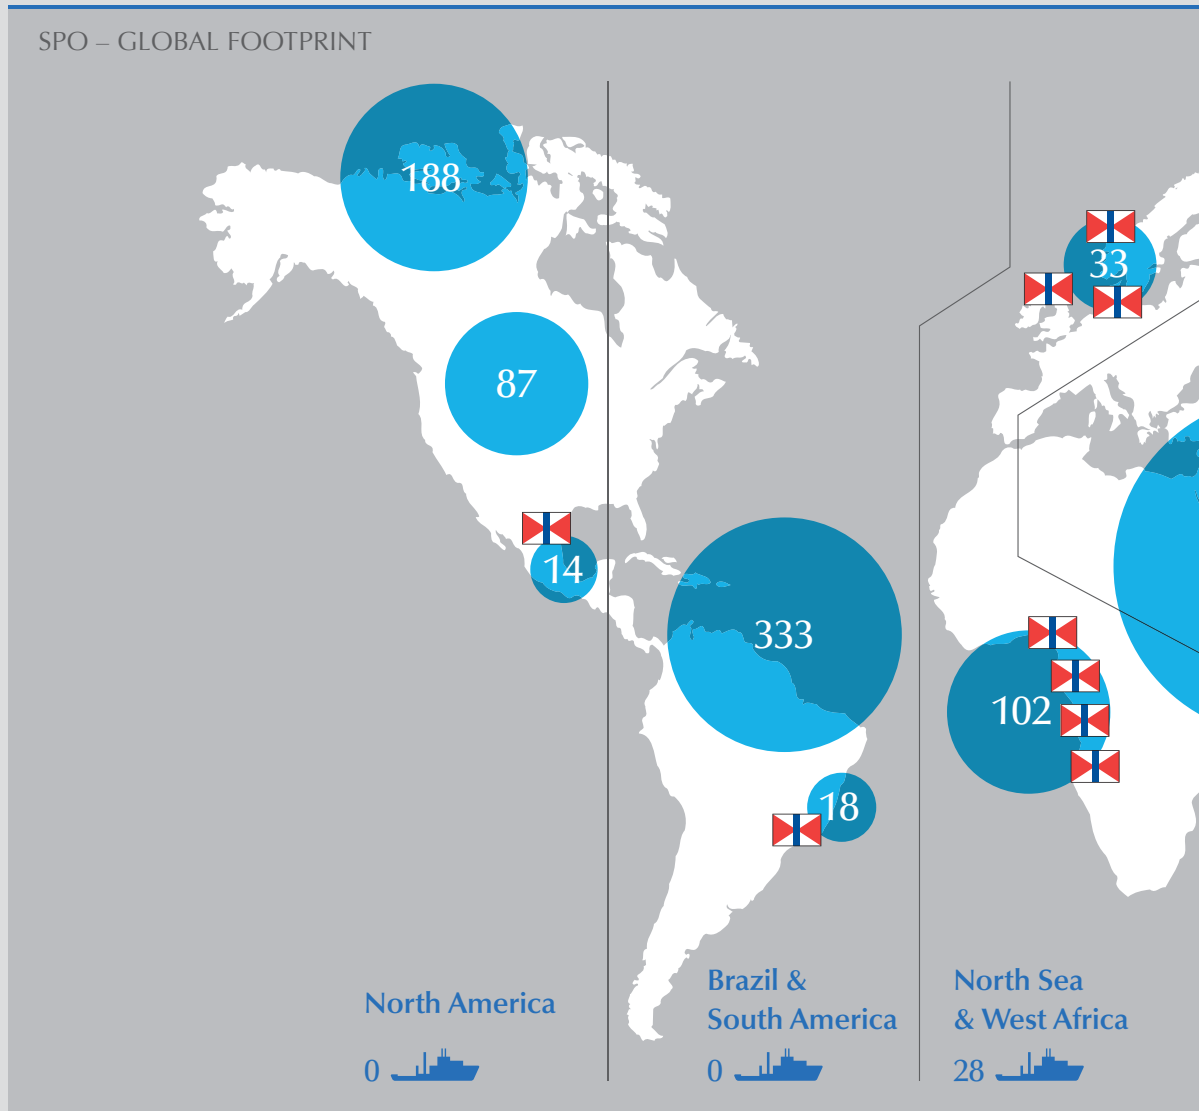 SPO – GLOBAL FOOTPRINT
188
33
87
14
333
102
18
North America
0
Brazil &
South America
0
North Sea
& West Africa
28